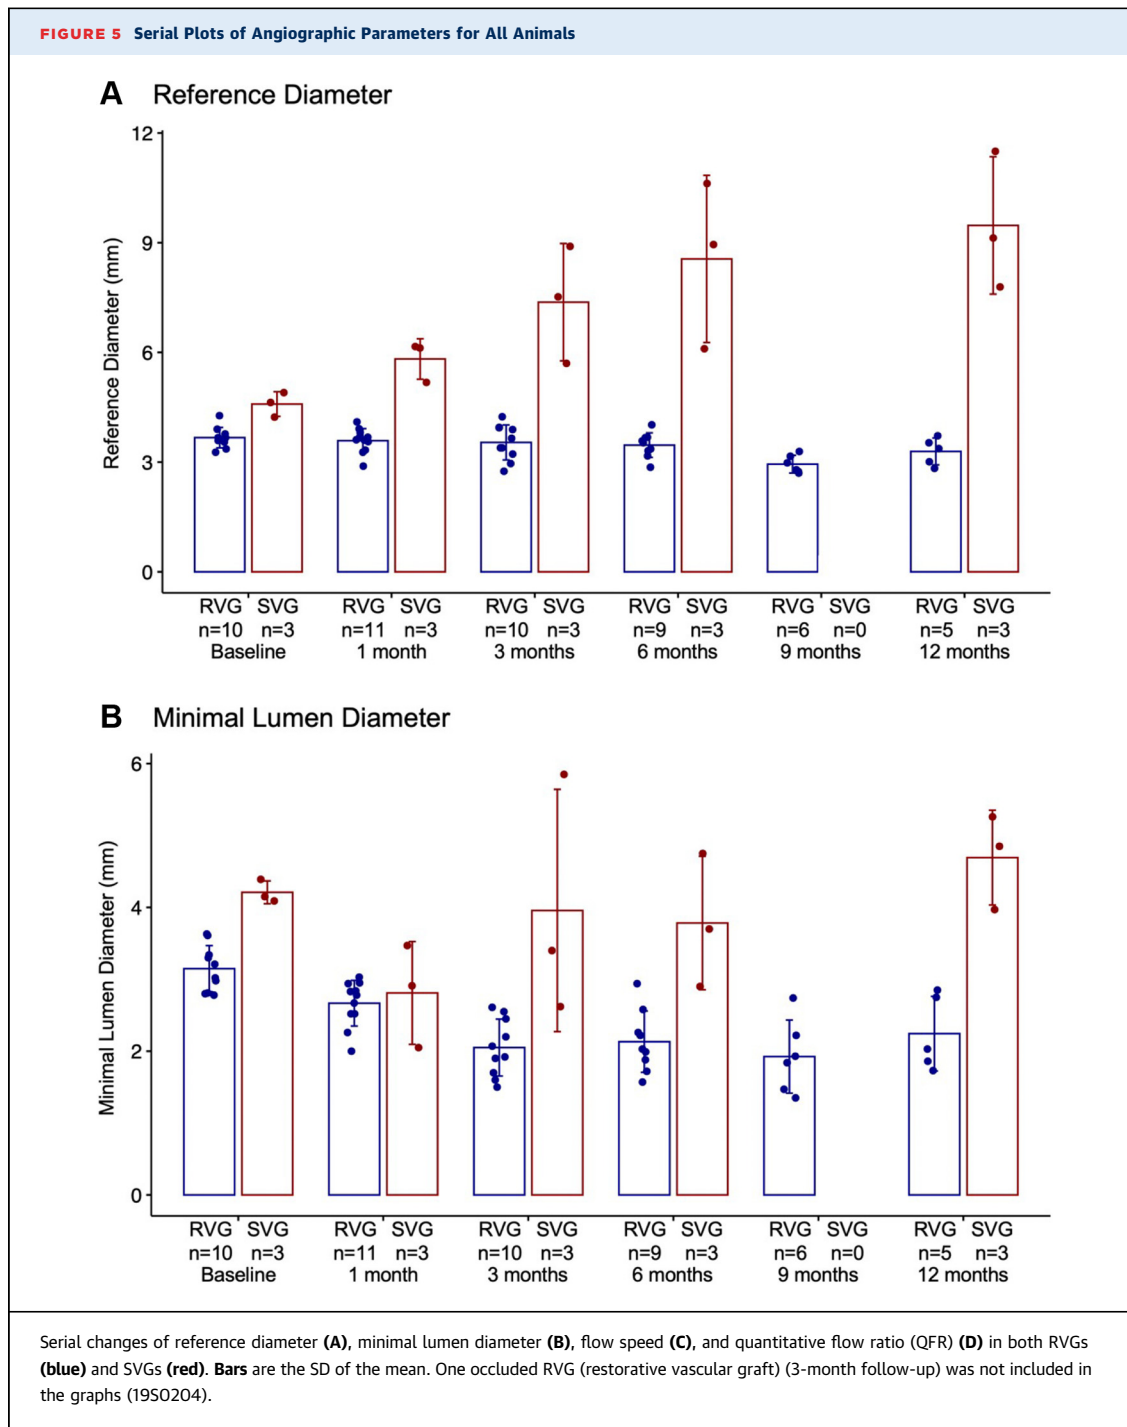 FIGURE 5 Serial Plots of Angiographic Parameters for All Animals
A Reference Diameter
12
9
6
3
0
Reference Diameter (mm)
RVG SVG RVG SVG RVG SVG RVG SVG RVG SVG RVG SVG
n=10 n=3 n=11 n=3 n=10 n=3 n=9 n=3 n=6 n=0 n=5 n=3
Baseline 1 month 3 months 6 months 9 months 12 months
B Minimal Lumen Diameter
6
4
2
0
Minimal Lumen Diameter (mm)
RVG SVG RVG SVG RVG SVG RVG SVG RVG SVG RVG SVG
n=10 n=3 n=11 n=3 n=10 n=3 n=9 n=3 n=6 n=0 n=5 n=3
Baseline 1 month 3 months 6 months 9 months 12 months
Serial changes of reference diameter (A), minimal lumen diameter (B), flow speed (C), and quantitative flow ratio (QFR) (D) in both RVGs
(blue) and SVGs (red). Bars are the SD of the mean. One occluded RVG (restorative vascular graft) (3-month follow-up) was not included in
the graphs (19S0204).